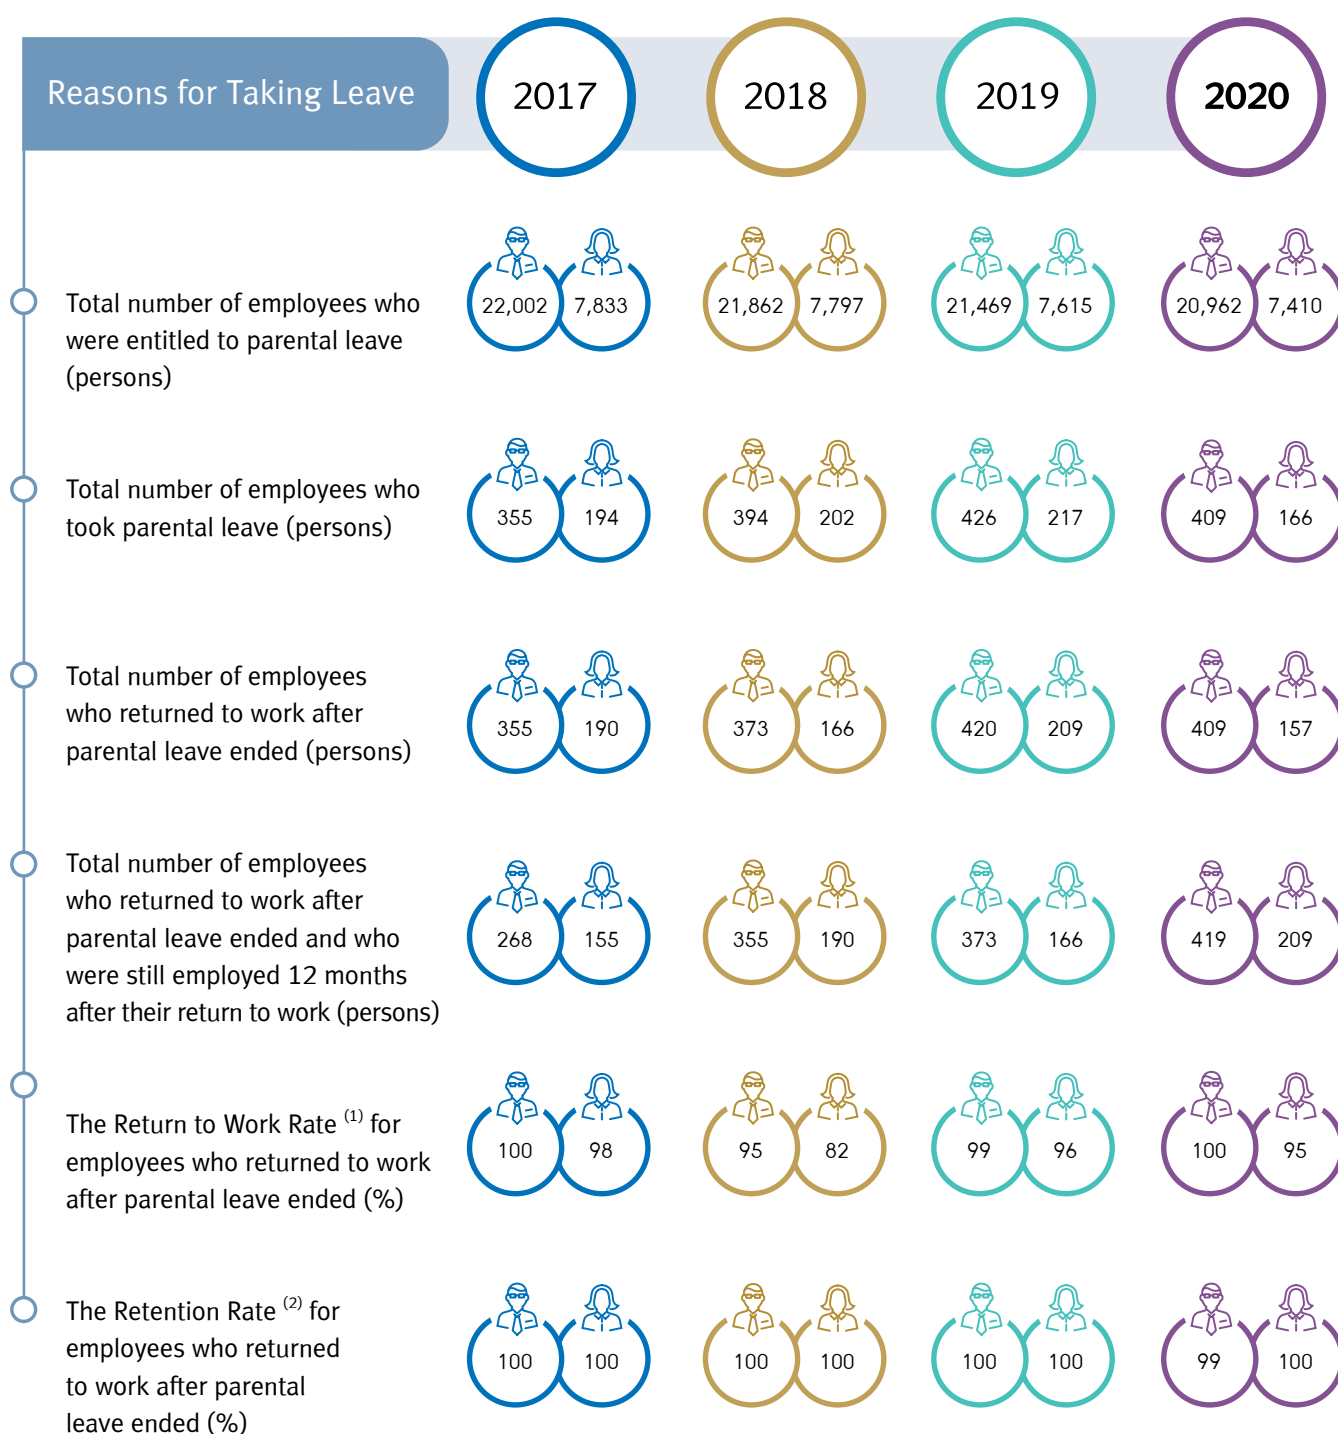 Reasons for Taking Leave 2017 2018 2019 2020
22,002 7,833 21,862 7,797 21,469 7,615 20,962 7,410
Total number of employees who
were entitled to parental leave
(persons)
355 194 394 202 426 217 409 166
Total number of employees who
took parental leave (persons)
355 190 373 166 420 209 409 157
Total number of employees
who returned to work after
parental leave ended (persons)
268 155 355 190 373 166 419 209
Total number of employees
who returned to work after
parental leave ended and who
were still employed 12 months
after their return to work (persons)
100 98 95 82 99 96 100 95
The Return to Work Rate (1) for
employees who returned to work
after parental leave ended (%)
100 100 100 100 100 100 99 100
The Retention Rate (2) for
employees who returned
to work after parental
leave ended (%)